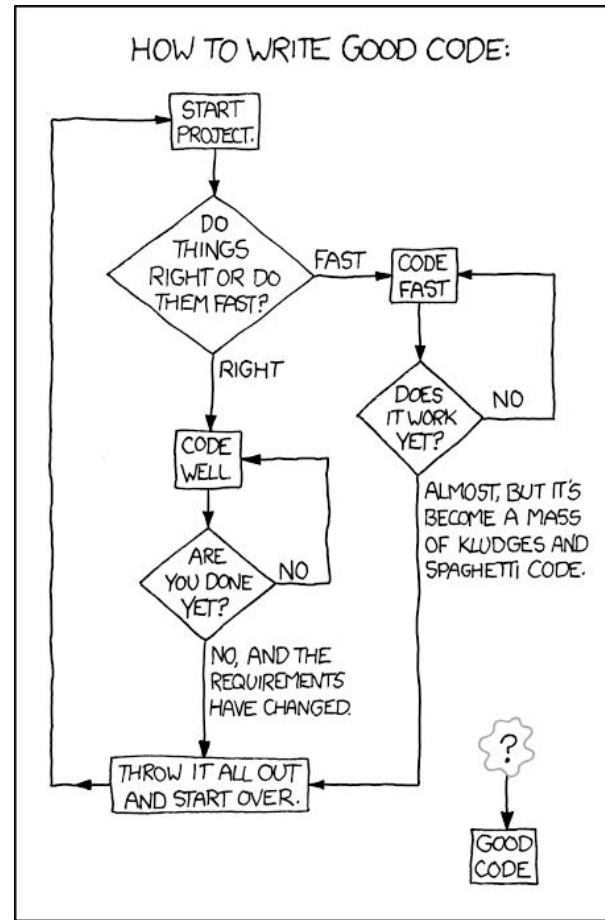 HOW TO WRITE GOOD CODE:
START
PROJECT.
DO
THINGS
RIGHT OR DO
THEM FAST?
FAST
CODE
FAST
RIGHT
DOES
IT WORK
YET?
NO
CODE
WELL
ALMOST, BUT IT'S
BECOME A MASS
OF KLUDGES AND
SPAGHETTI CODE.
ARE
YOU DONE
YET?
NO
NO, AND THE
REQUIREMENTS
HAVE CHANGED.
THROW IT ALL OUT
AND START OVER.
?
GOOD
CODE